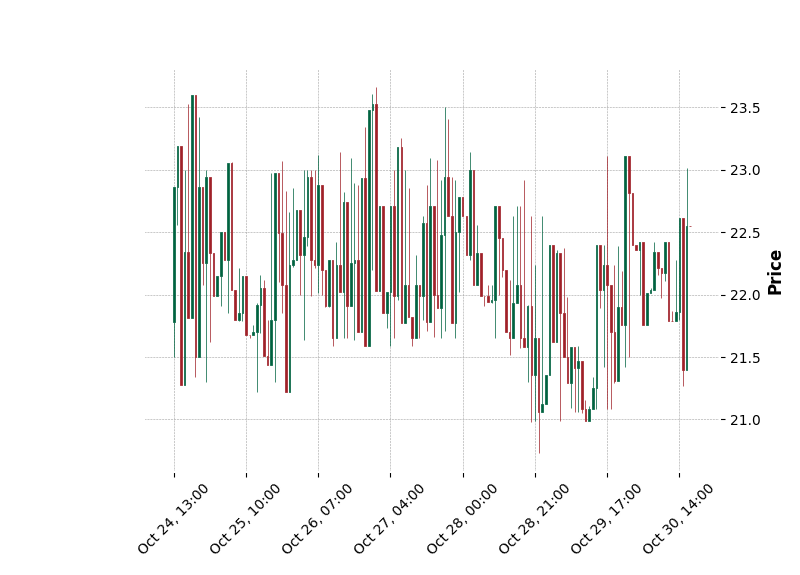 23.5
23.0
22.5
22.0
21.5
21.0
Price
Oct 24, 13:00
Oct 25, 10:00
Oct 26, 07:00
Oct 27, 04:00
Oct 28, 00:00
Oct 28, 21:00
Oct 29, 17:00
Oct 30, 14:00